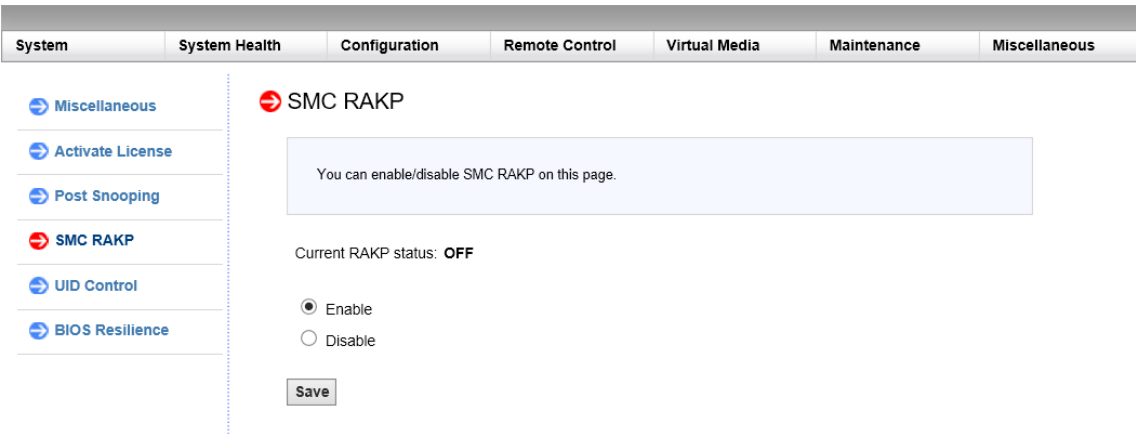 System System Health Configuration Remote Control Virtual Media Maintenance Miscellaneous
Miscellaneous
Activate License
Post Snooping
SMC RAKP
UID Control
BIOS Resilience
SMC RAKP
You can enable/disable SMC RAKP on this page.
Current RAKP status: OFF
Enable
Disable
Save